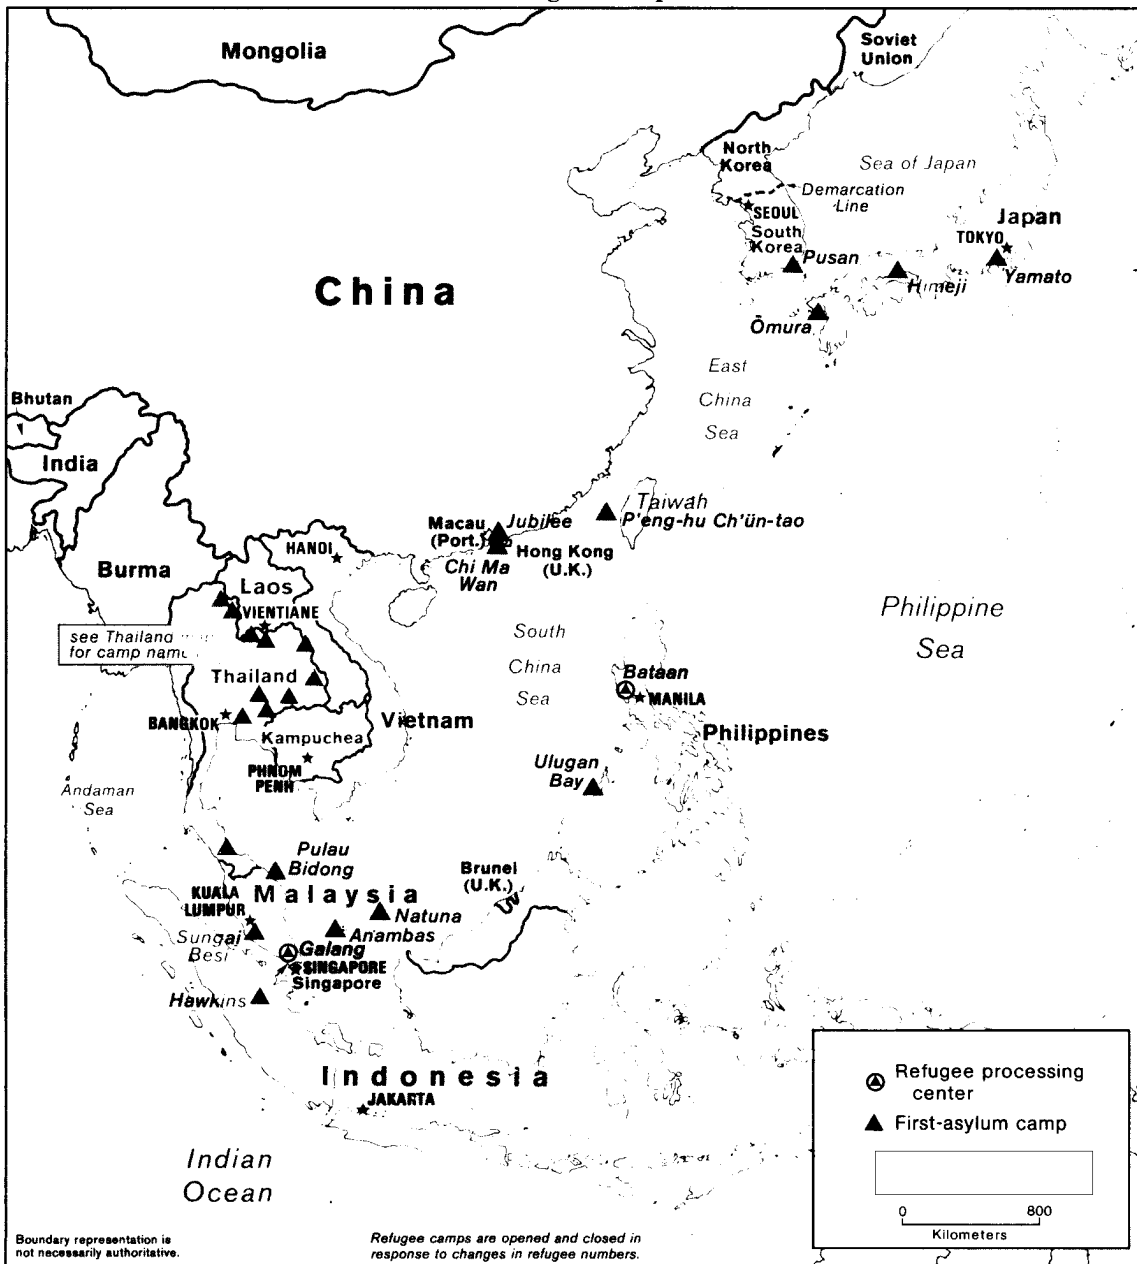 Mongolia
Soviet
Union
North
Korea
Sea of Japan
Demarcation
Line
SEOUL
South
Korea
Japan
TOKYO
Pusan
Himeji
Yamato
China
Ōmura
East
China
Sea
Bhutan
India
Taiwan
P'eng-hu Ch'ün-tao
Macau
(Port.)
Jubilee
Hong Kong
(U.K.)
Chi Ma
Wan
HANOI
Burma
Laos
VIENTIANE
see Thailand
for camp
Thailand
Philippine
Sea
South
China
Sea
Bataan
MANILA
Philippines
BANGKOK
Vietnam
Kampuchea
PHNOM
PENH
Ulugan
Bay
Andaman
Sea
Pulau
Bidong
Brunei
(U.K.)
KUALA
LUMPUR
Malaysia
Natuna
Anambas
Sungai
Besi
Galang
SINGAPORE
Singapore
Hawkins
Indonesia
JAKARTA
Indian
Ocean
Refugee processing
center
First-asylum camp
0 800
Kilometers
Boundary representation is
not necessarily authoritative.
Refugee camps are opened and closed in
response to changes in refugee numbers.